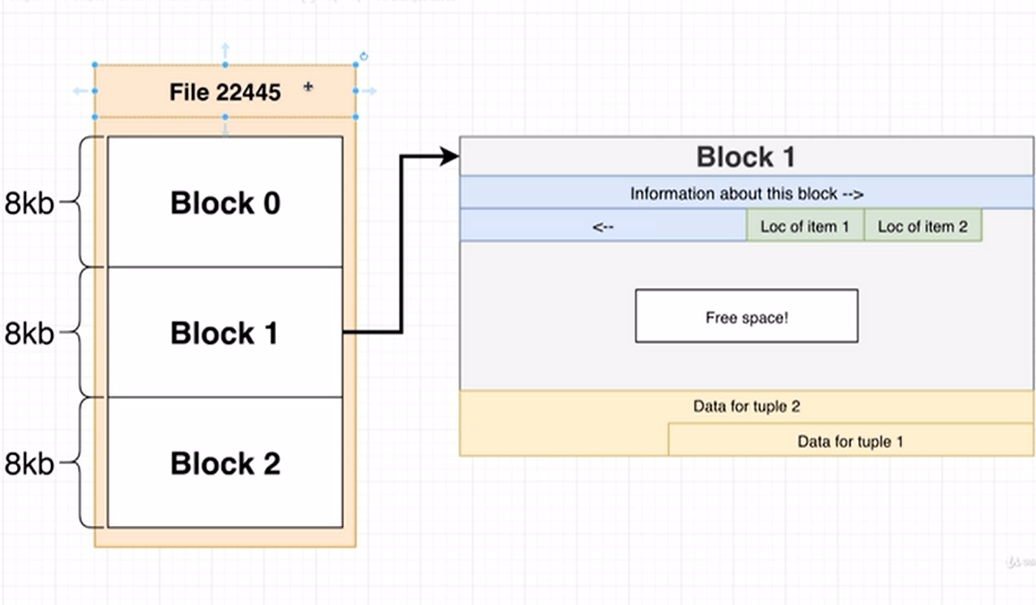 File 22445
8kb
Block 0
8kb
Block 1
8kb
Block 2
Block 1
Information about this block -->
<--
Loc of item 1
Loc of item 2
Free space!
Data for tuple 2
Data for tuple 1